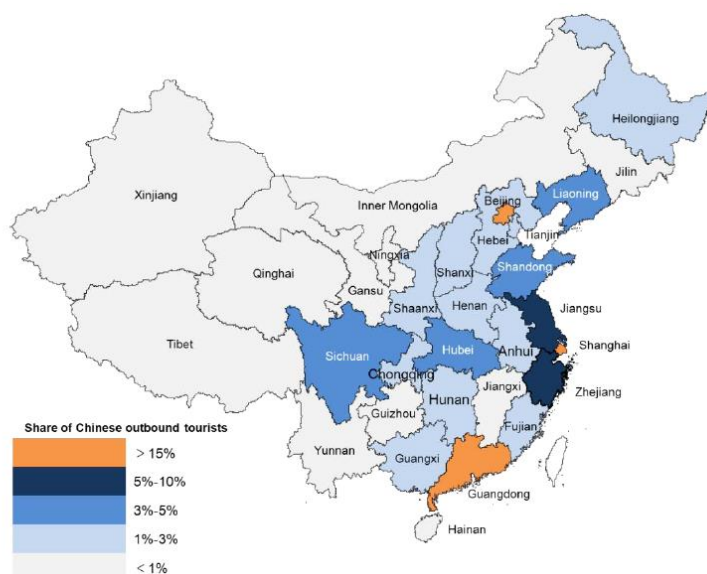 Heilongjiang
Jilin
Xinjiang
Inner Mongolia
Beijing
Liaoning
Tianjin
Hebei
Ningxia
Shanxi
Shandong
Qinghai
Gansu
Shaanxi
Henan
Jiangsu
Tibet
Sichuan
Hubei
Anhui
Shanghai
Chongqing
Zhejiang
Hunan
Jiangxi
Guizhou
Fujian
Yunnan
Guangxi
Guangdong
Hainan
Share of Chinese outbound tourists
> 15%
5%-10%
3%-5%
1%-3%
< 1%